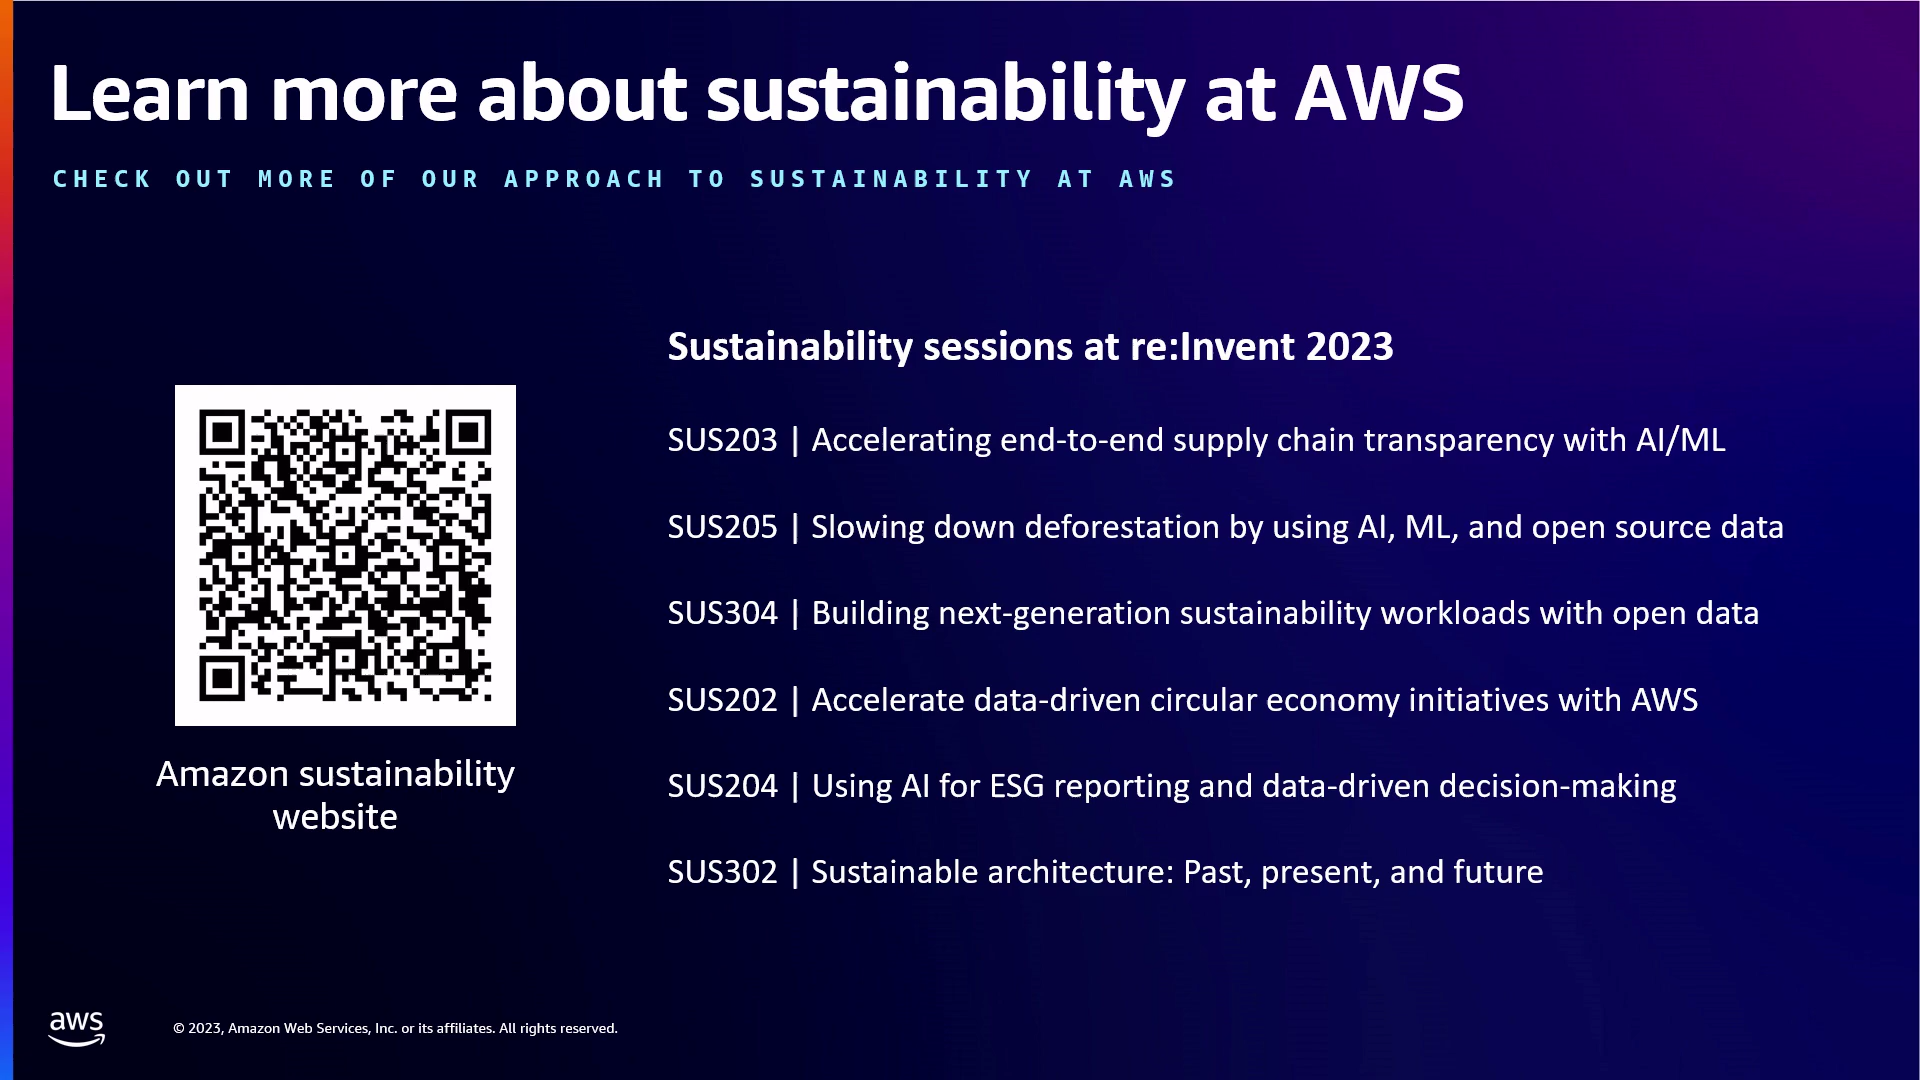 Learn more about sustainability at AWS
CHECK OUT MORE OF OUR APPROACH TO SUSTAINABILITY AT AWS
Sustainability sessions at re:Invent 2023
SUS203 | Accelerating end-to-end supply chain transparency with AI/ML
SUS205 | Slowing down deforestation by using AI, ML, and open source data
SUS304 | Building next-generation sustainability workloads with open data
SUS202 | Accelerate data-driven circular economy initiatives with AWS
SUS204 | Using AI for ESG reporting and data-driven decision-making
SUS302 | Sustainable architecture: Past, present, and future
Amazon sustainability
website
aws
© 2023, Amazon Web Services, Inc. or its affiliates. All rights reserved.